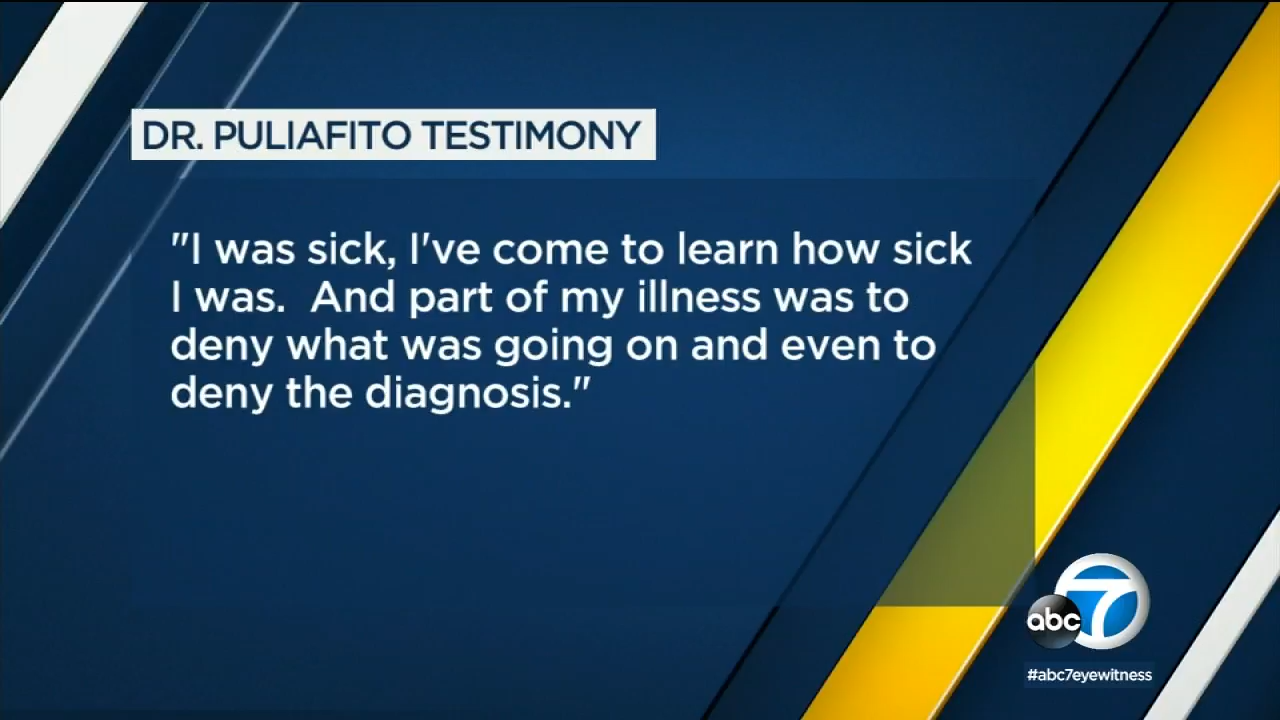 DR. PULIAFITO TESTIMONY
"I was sick, I've come to learn how sick
I was.  And part of my illness was to
deny what was going on and even to
deny the diagnosis."
abc 7
#abc7eyewitness